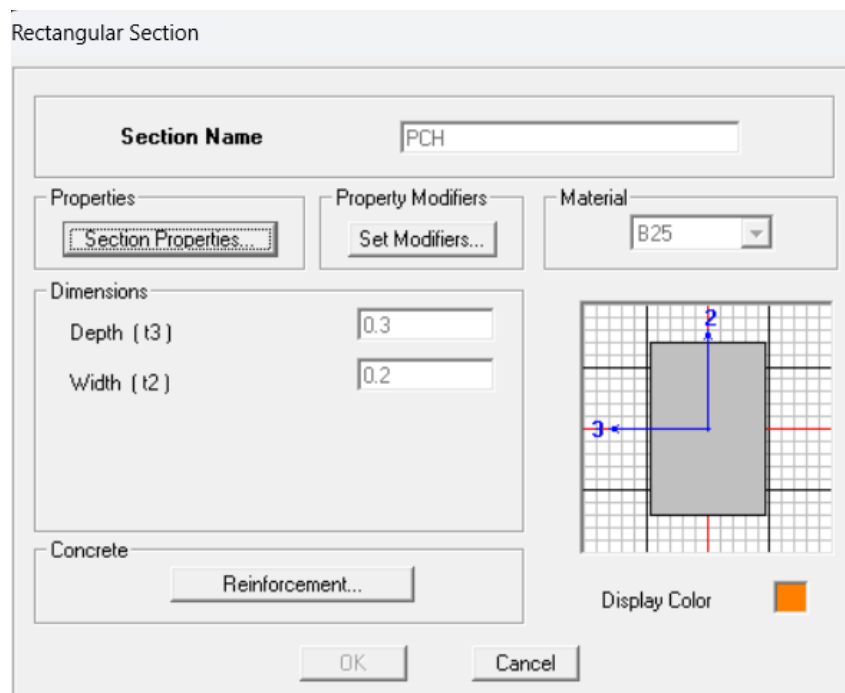 Rectangular Section
Section Name
PCH
Properties
Section Properties...
Property Modifiers
Set Modifiers...
Material
B25
Dimensions
Depth ( t3 )
0.3
Width ( t2 )
0.2
2
3
Concrete
Reinforcement...
Display Color
OK
Cancel